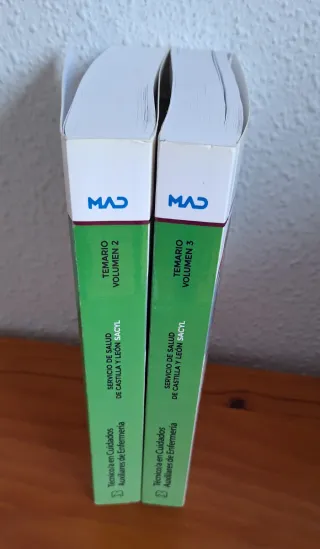 MAD
TEMARIO
VOLUMEN 2
SERVICIO DE SALUD
DE CASTILLA Y LEÓN SACYL
Técnico/a en Cuidados
Auxiliares de Enfermería
MAD
TEMARIO
VOLUMEN 3
SERVICIO DE SALUD
DE CASTILLA Y LEÓN SACYL
Técnico/a en Cuidados
Auxiliares de Enfermería